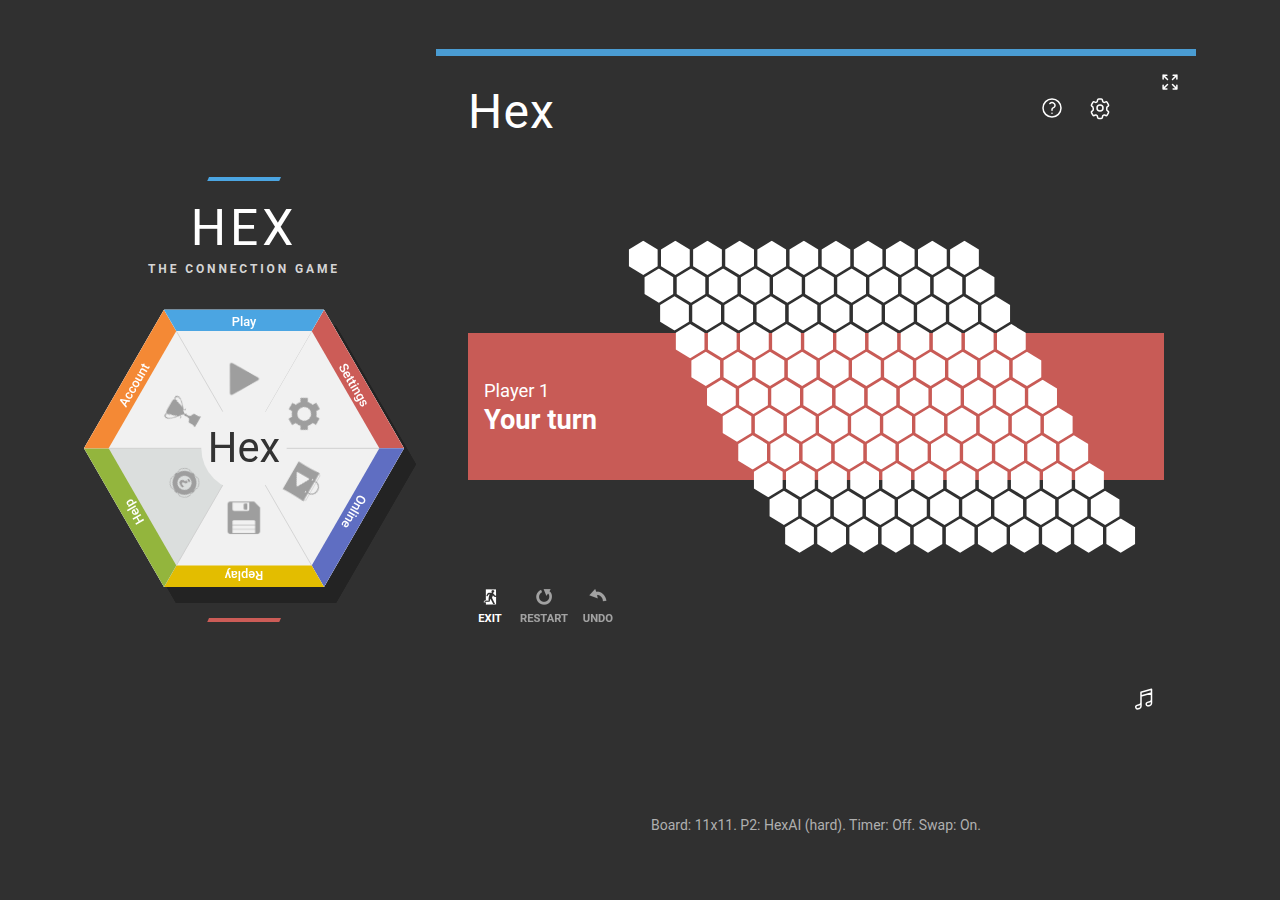 Hex
HEX
THE CONNECTION GAME
Play
Account
Settings
Hex
Help
Online
Replay
Player 1
Your turn
EXIT
RESTART
UNDO
Board: 11x11. P2: HexAI (hard). Timer: Off. Swap: On.